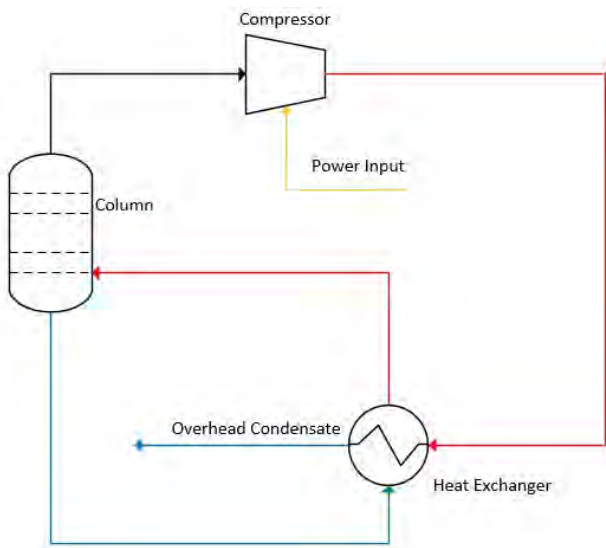 Compressor
Power Input
Column
Overhead Condensate
Heat Exchanger